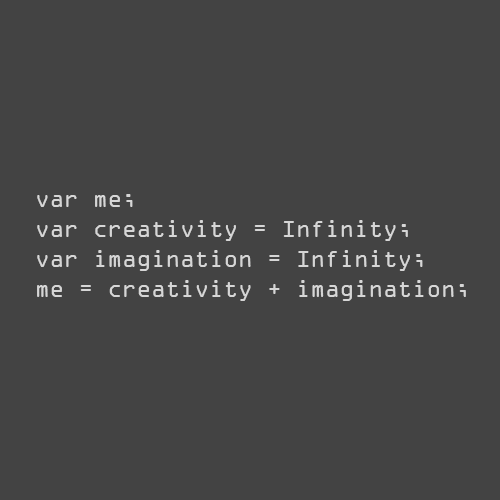 var me;
var creativity = Infinity;
var imagination = Infinity;
me = creativity + imagination;